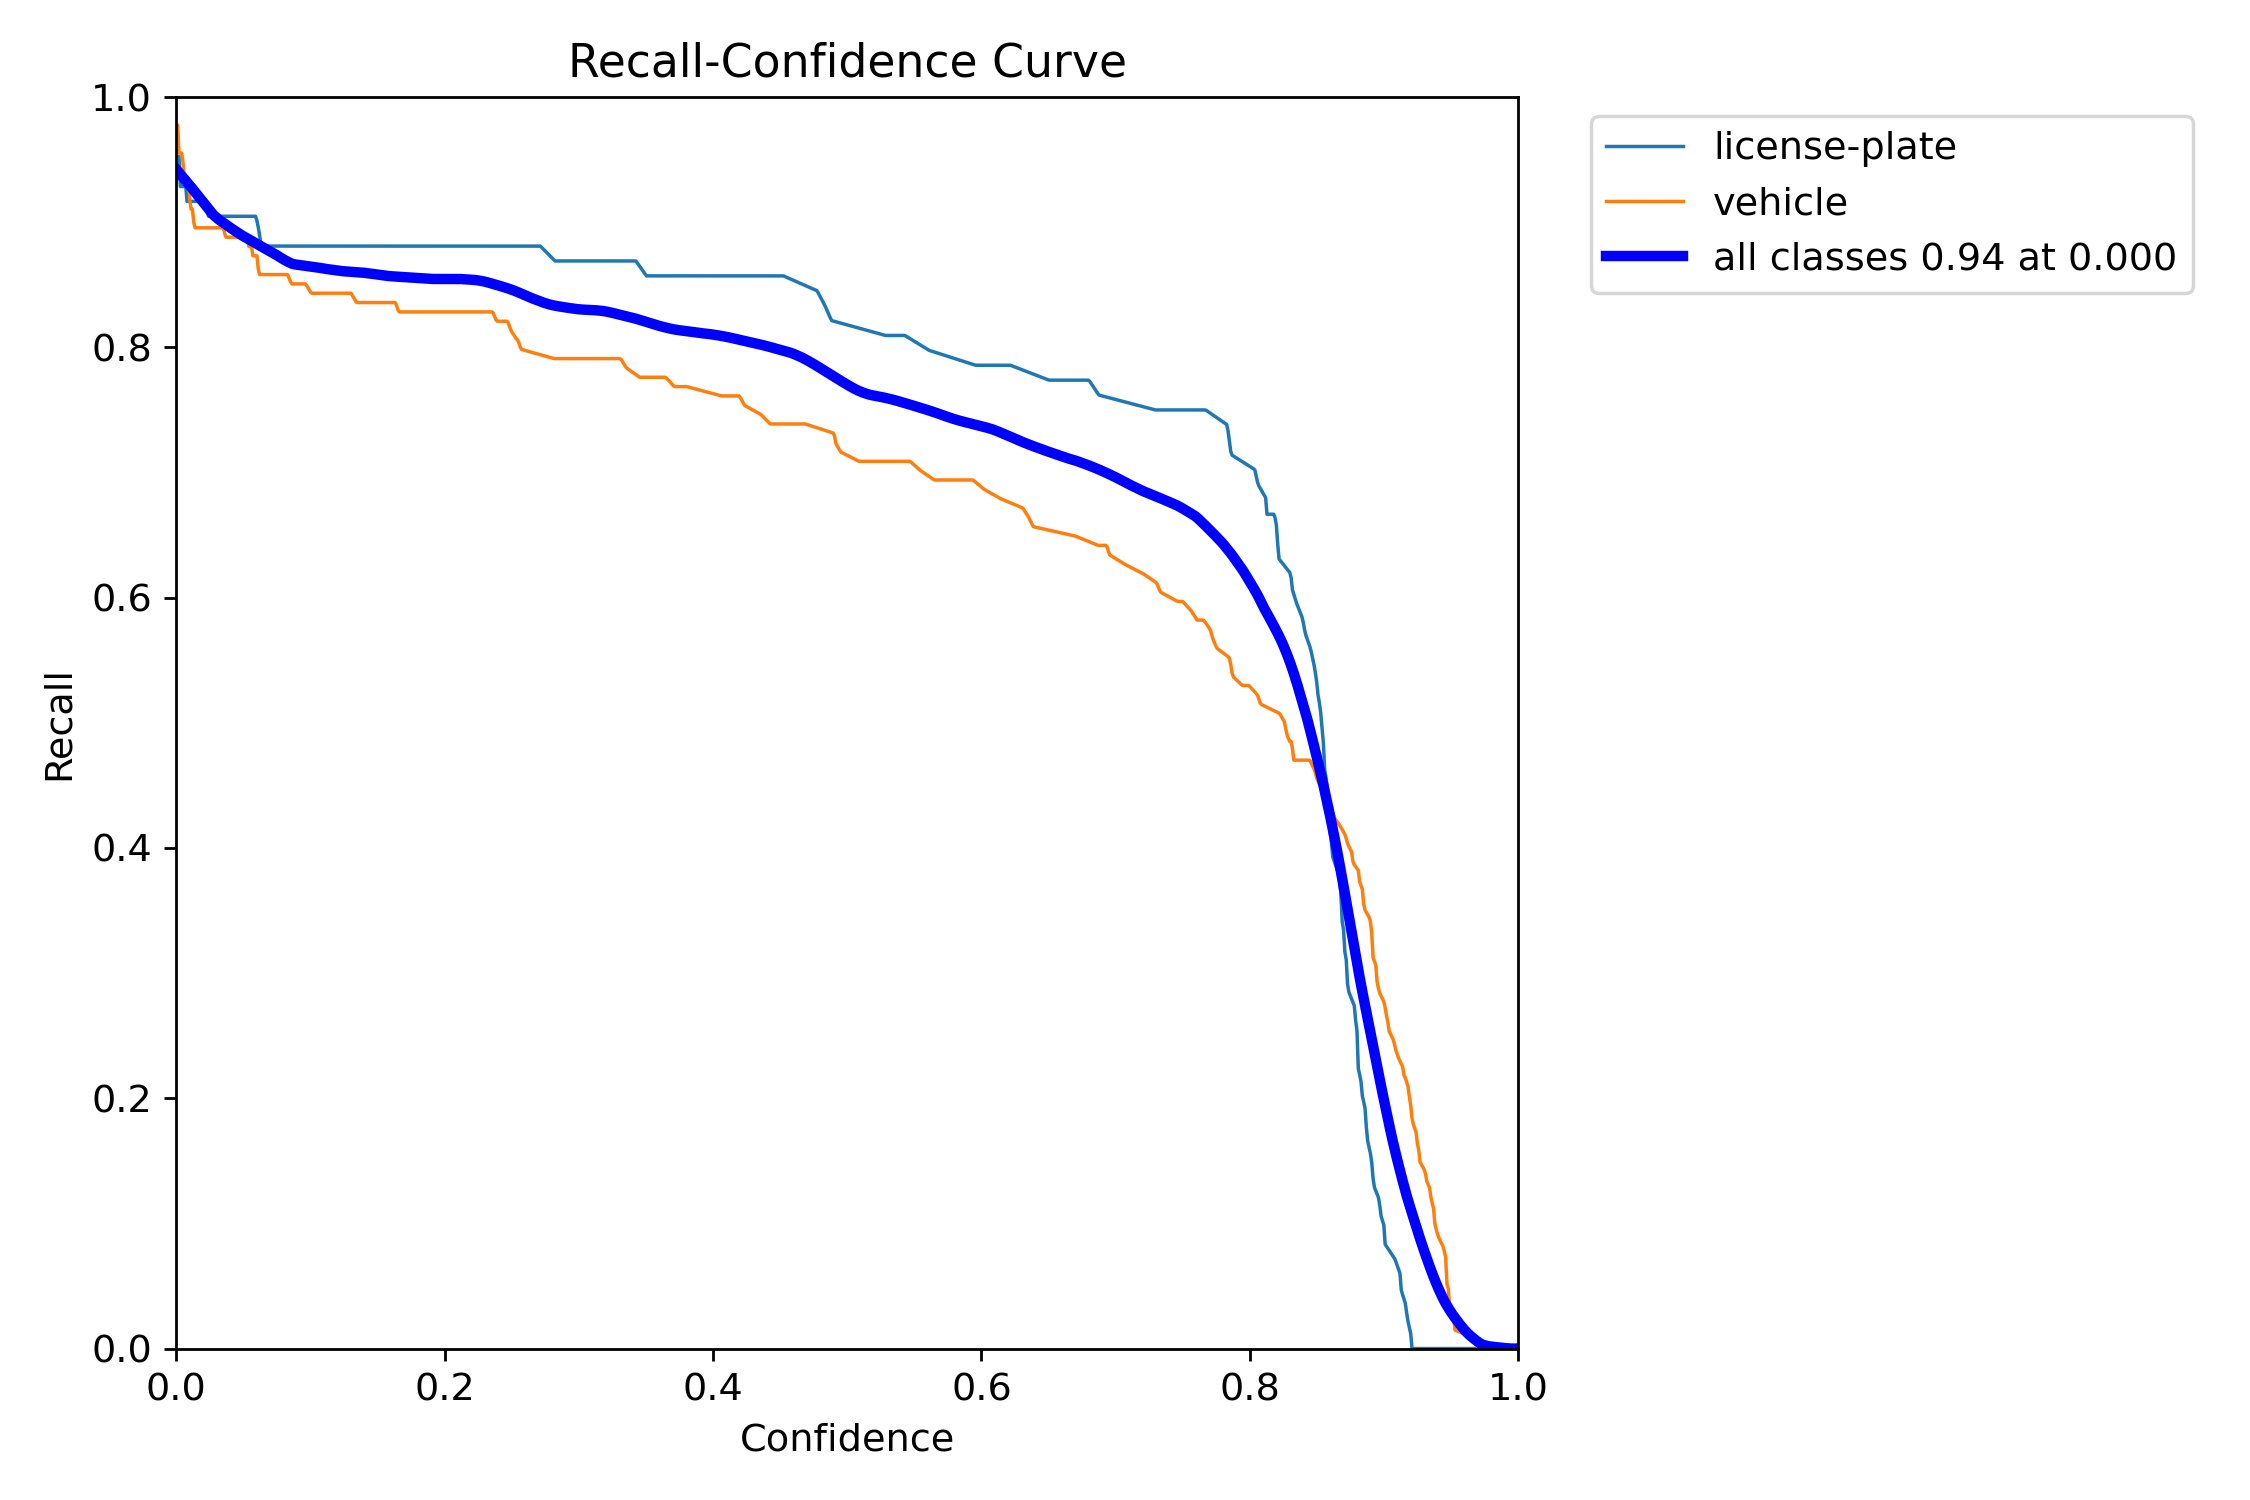 Recall-Confidence Curve
license-plate
vehicle
all classes 0.94 at 0.000
1.0
0.8
0.6
0.4
0.2
0.0
Recall
0.0 0.2 0.4 0.6 0.8 1.0
Confidence